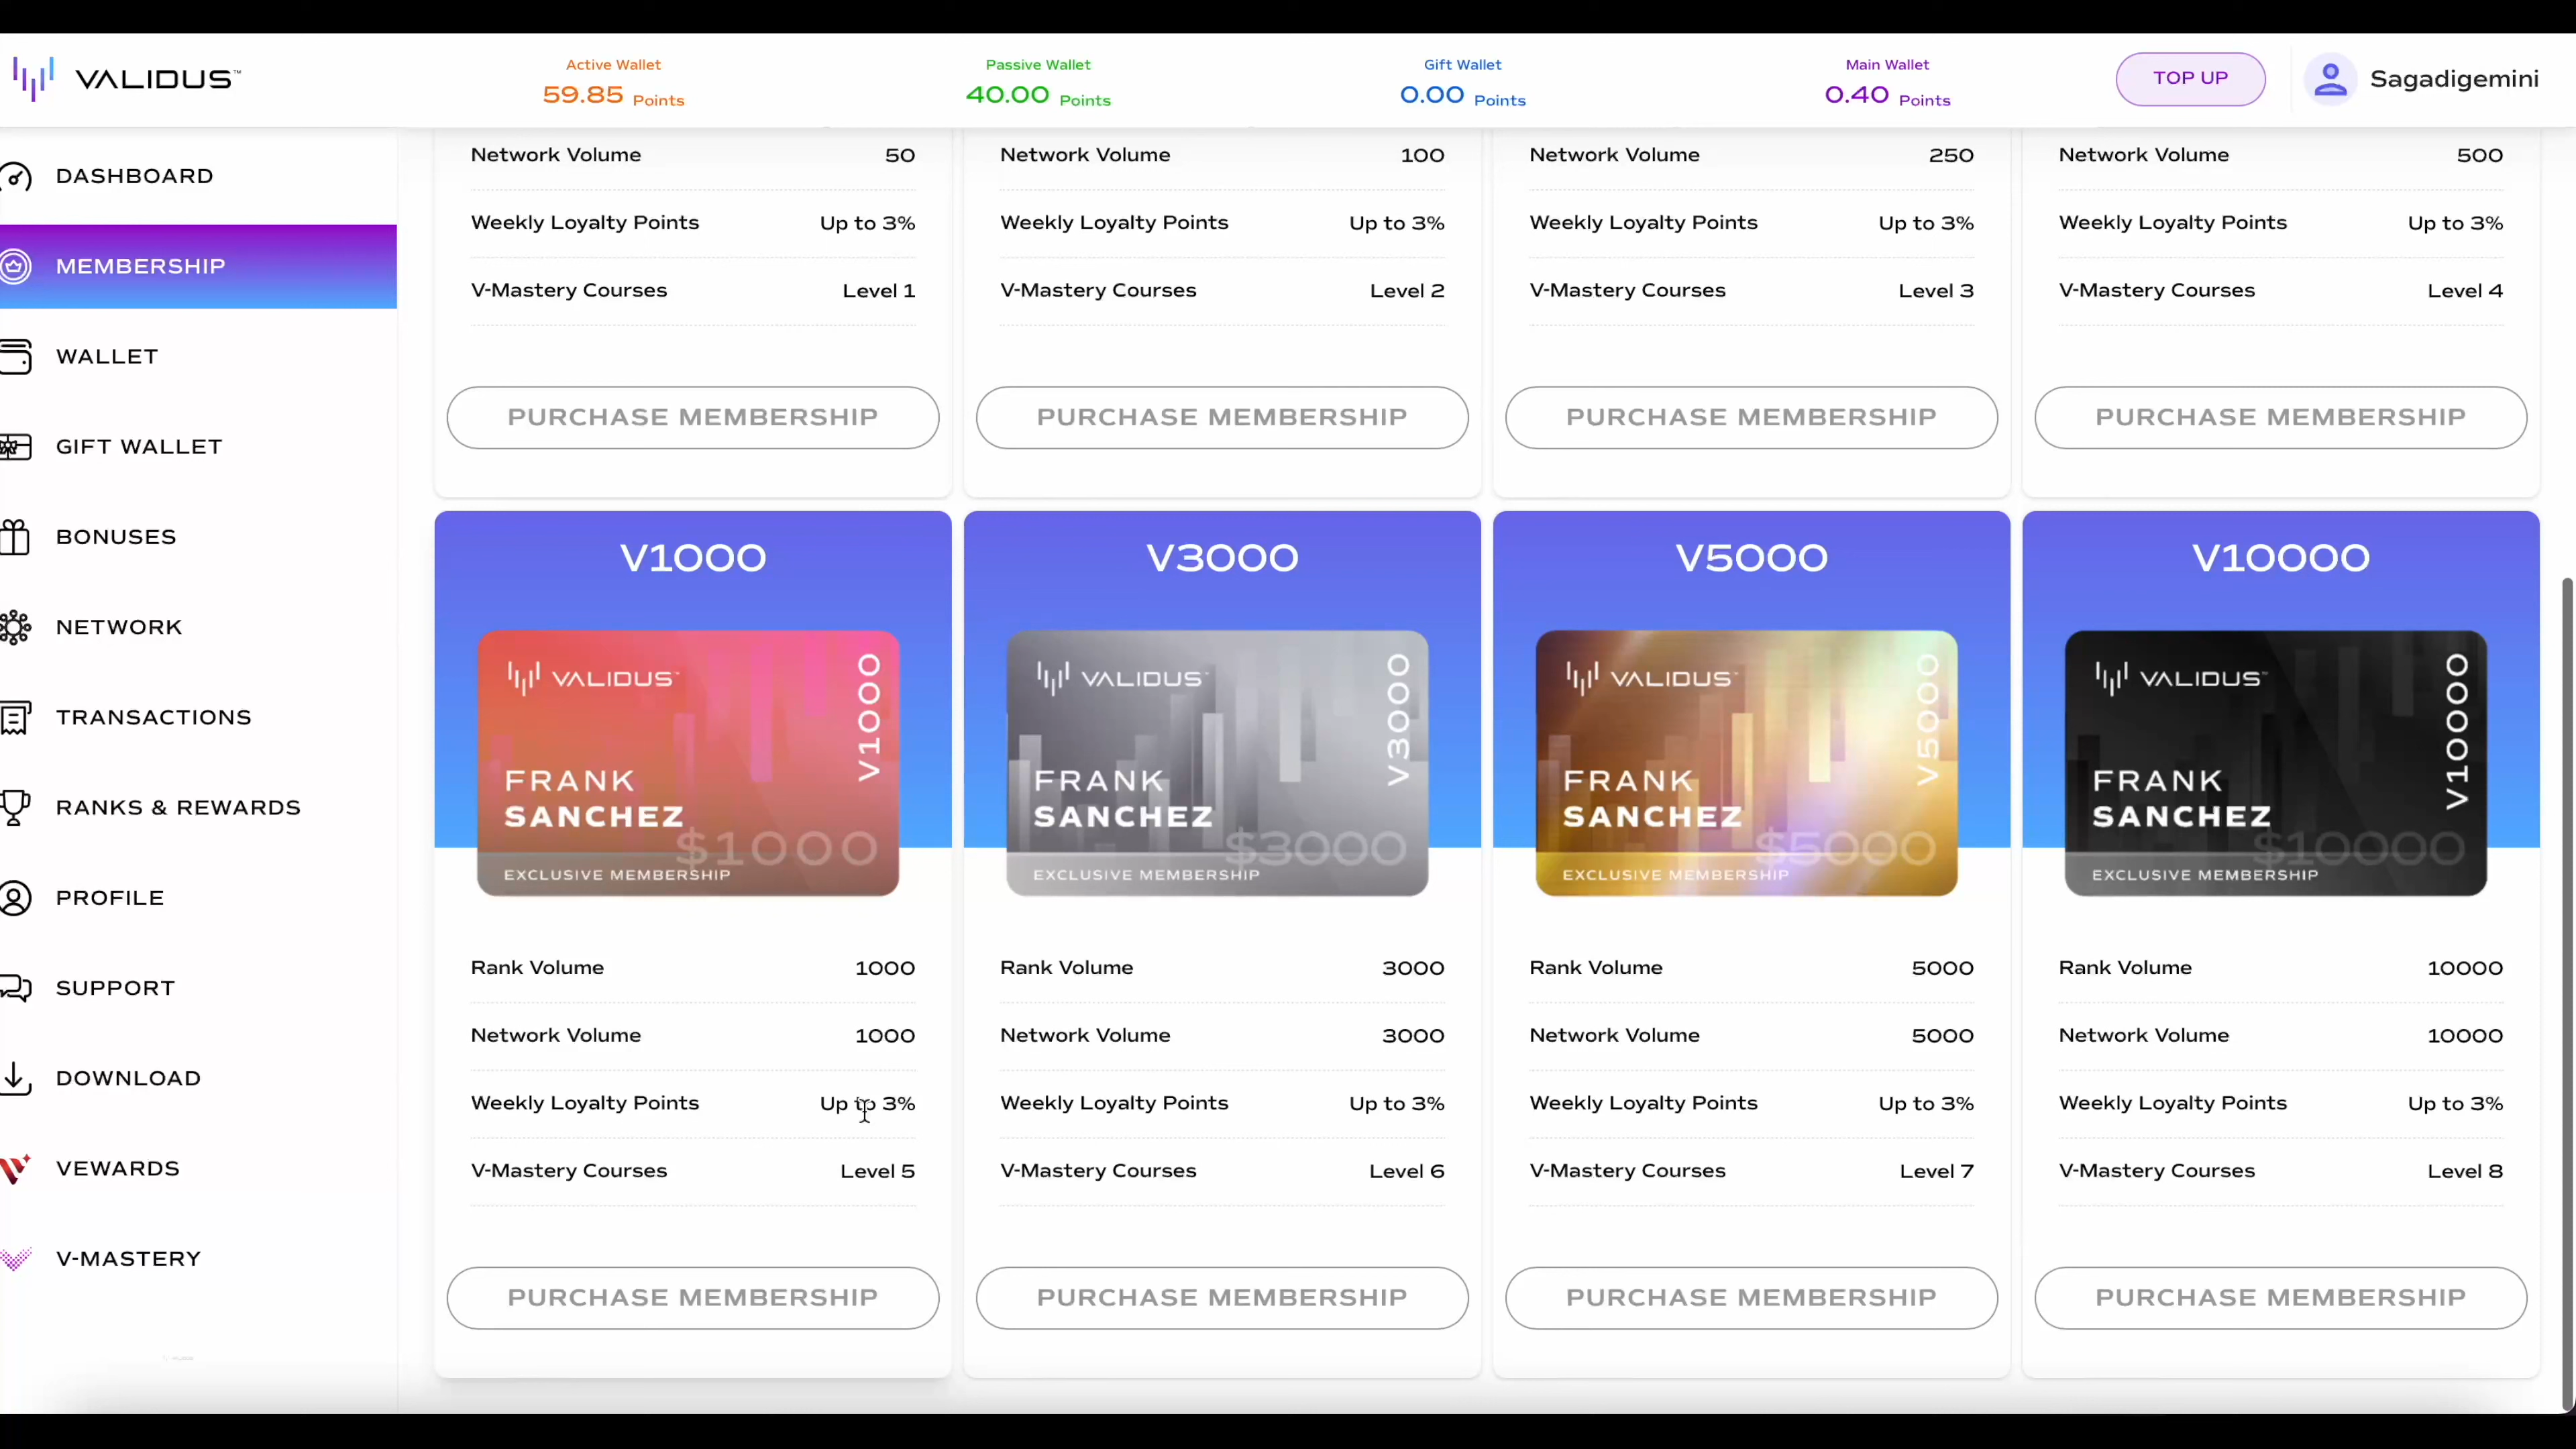 VALIDUS™
Active Wallet
59.85 Points
Passive Wallet
40.00 Points
Gift Wallet
0.00 Points
Main Wallet
0.40 Points
TOP UP
Sagadigemini
DASHBOARD
MEMBERSHIP
WALLET
GIFT WALLET
BONUSES
NETWORK
TRANSACTIONS
RANKS & REWARDS
PROFILE
SUPPORT
DOWNLOAD
VEWARDS
V-MASTERY
Network Volume 50
Weekly Loyalty Points Up to 3%
V-Mastery Courses Level 1
PURCHASE MEMBERSHIP
Network Volume 100
Weekly Loyalty Points Up to 3%
V-Mastery Courses Level 2
PURCHASE MEMBERSHIP
Network Volume 250
Weekly Loyalty Points Up to 3%
V-Mastery Courses Level 3
PURCHASE MEMBERSHIP
Network Volume 500
Weekly Loyalty Points Up to 3%
V-Mastery Courses Level 4
PURCHASE MEMBERSHIP
V1000
VALIDUS™
V1000
FRANK
SANCHEZ
$1000
EXCLUSIVE MEMBERSHIP
Rank Volume 1000
Network Volume 1000
Weekly Loyalty Points Up to 3%
V-Mastery Courses Level 5
PURCHASE MEMBERSHIP
V3000
VALIDUS™
V3000
FRANK
SANCHEZ
$3000
EXCLUSIVE MEMBERSHIP
Rank Volume 3000
Network Volume 3000
Weekly Loyalty Points Up to 3%
V-Mastery Courses Level 6
PURCHASE MEMBERSHIP
V5000
VALIDUS™
V5000
FRANK
SANCHEZ
$5000
EXCLUSIVE MEMBERSHIP
Rank Volume 5000
Network Volume 5000
Weekly Loyalty Points Up to 3%
V-Mastery Courses Level 7
PURCHASE MEMBERSHIP
V10000
VALIDUS™
V10000
FRANK
SANCHEZ
$10000
EXCLUSIVE MEMBERSHIP
Rank Volume 10000
Network Volume 10000
Weekly Loyalty Points Up to 3%
V-Mastery Courses Level 8
PURCHASE MEMBERSHIP